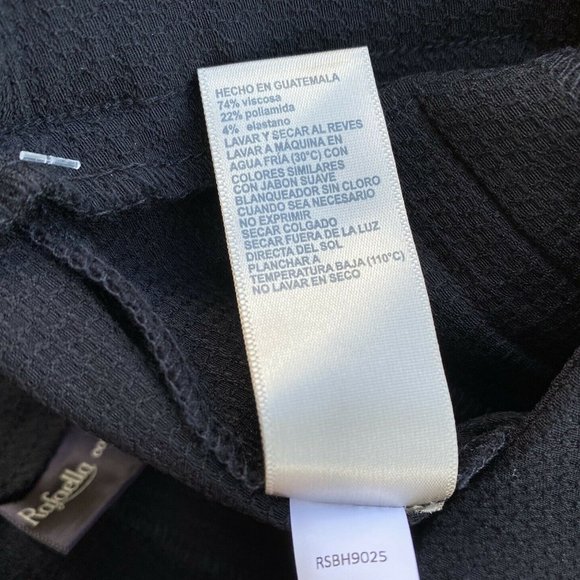 HECHO EN GUATEMALA
74% viscosa
22% poliamida
4% elastano
LAVAR Y SECAR AL REVES
LAVAR A MÁQUINA EN
AGUA FRÍA (30°C) CON
COLORES SIMILARES
CON JABON SUAVE
BLANQUEADOR SIN CLORO
CUANDO SEA NECESARIO
NO EXPRIMIR
SECAR COLGADO
SECAR FUERA DE LA LUZ
DIRECTA DEL SOL
PLANCHAR A
TEMPERATURA BAJA (110°C)
NO LAVAR EN SECO
Rafaella
RSBH9025